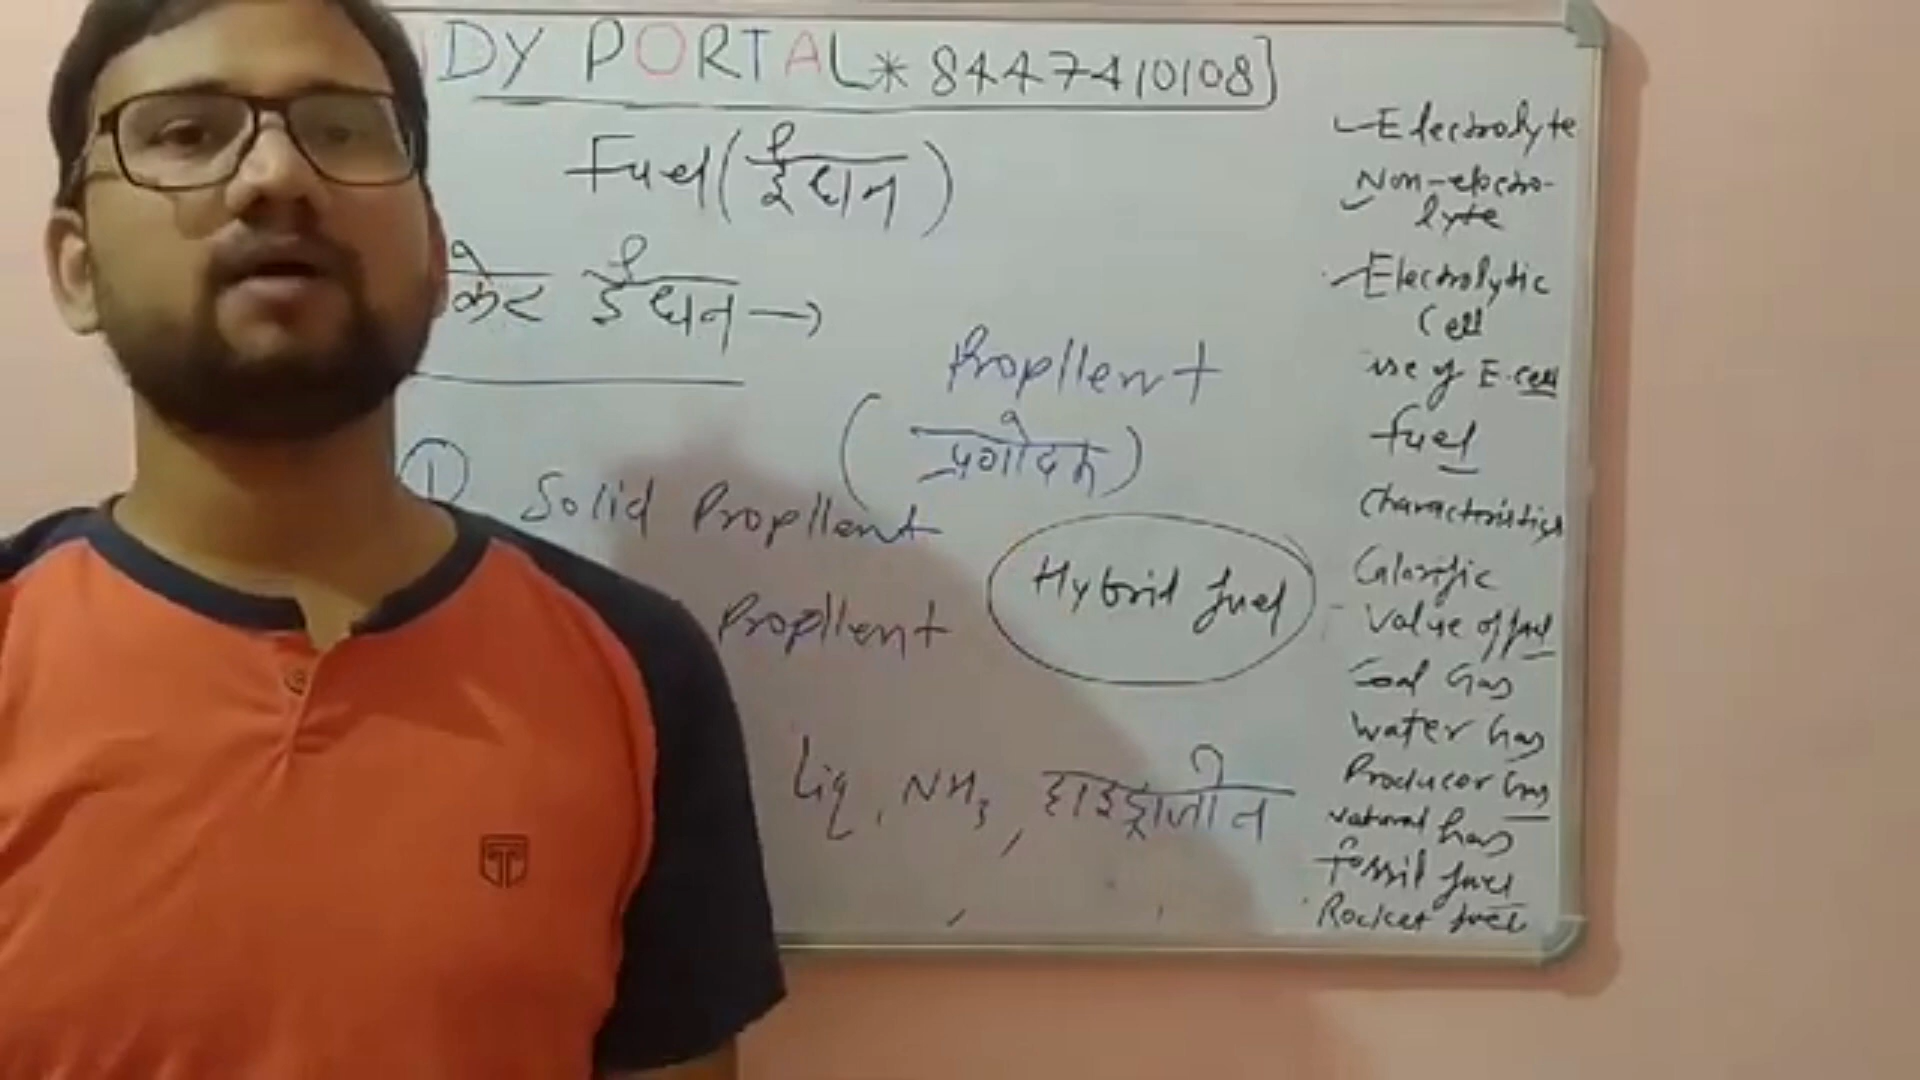 DY PORTAL * 8447410108]
Fuel (ईंधन)
केट ईंधन →
Propllent
(प्रणोदक)
① Solid Propllent
Propllent
Hybrid fuel
Liq, NH3, हाइड्राजीन
Electrolyte
Non-electro-
lyte
Electrolytic
Cell
use of E.cell
fuel
Characteristics
Calorific
Value of fuel
Coal Gas
Water Gas
Producer Gas
Natural Gas
Fossil fuel
Rocket fuel